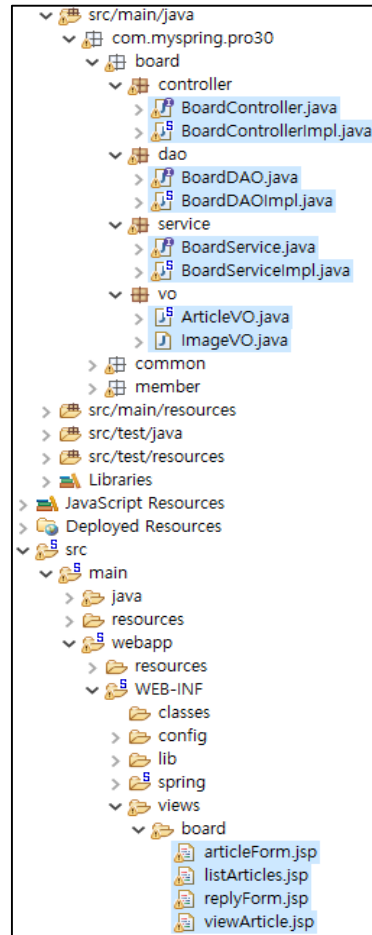 src/main/java
com.myspring.pro30
board
controller
BoardController.java
BoardControllerImpl.java
dao
BoardDAO.java
BoardDAOImpl.java
service
BoardService.java
BoardServiceImpl.java
vo
ArticleVO.java
ImageVO.java
common
member
src/main/resources
src/test/java
src/test/resources
Libraries
JavaScript Resources
Deployed Resources
src
main
java
resources
webapp
resources
WEB-INF
classes
config
lib
spring
views
board
articleForm.jsp
listArticles.jsp
replyForm.jsp
viewArticle.jsp